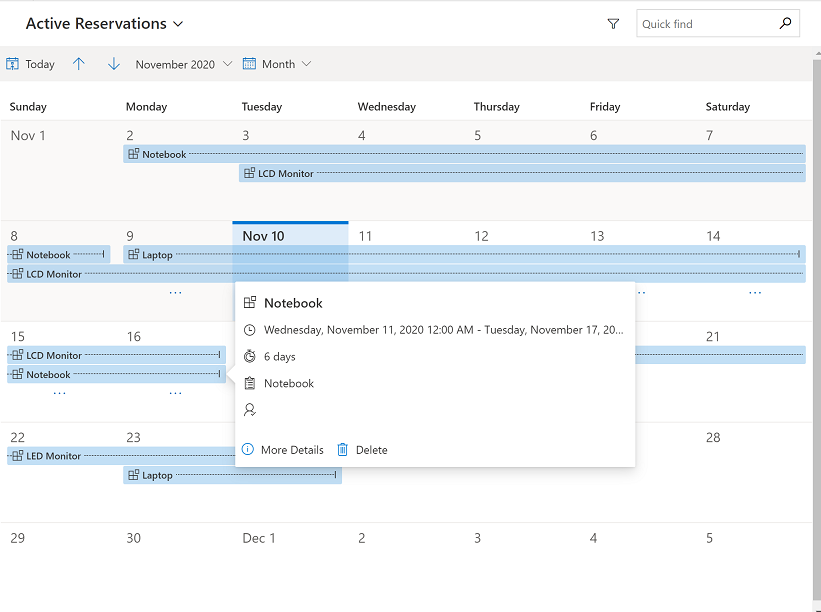 Active Reservations
Quick find
Today November 2020 Month
Sunday Monday Tuesday Wednesday Thursday Friday Saturday
Nov 1 2 3 4 5 6 7
Notebook
LCD Monitor
8 9 Nov 10 11 12 13 14
Notebook Laptop
LCD Monitor
... ...
Notebook
Wednesday, November 11, 2020 12:00 AM - Tuesday, November 17, 20...
6 days
Notebook
More Details Delete
15 16 21
LCD Monitor
Notebook
... ...
22 23 28
LED Monitor
Laptop
29 30 Dec 1 2 3 4 5